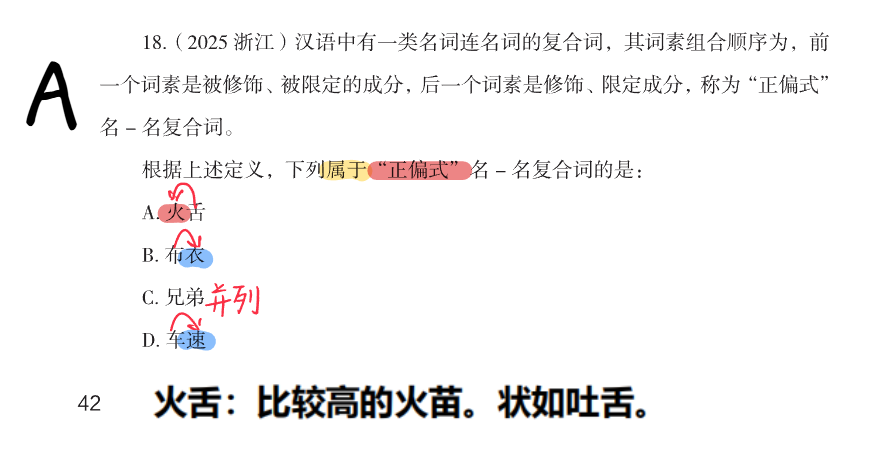 18.（2025 浙江）汉语中有一类名词连名词的复合词，其词素组合顺序为，前
A
一个词素是被修饰、被限定的成分，后一个词素是修饰、限定成分，称为“正偏式”
名－名复合词。
根据上述定义，下列属于“正偏式”名－名复合词的是：
A. 火舌
B. 布衣
C. 兄弟 并列
D. 车速
42
火舌：比较高的火苗。状如吐舌。